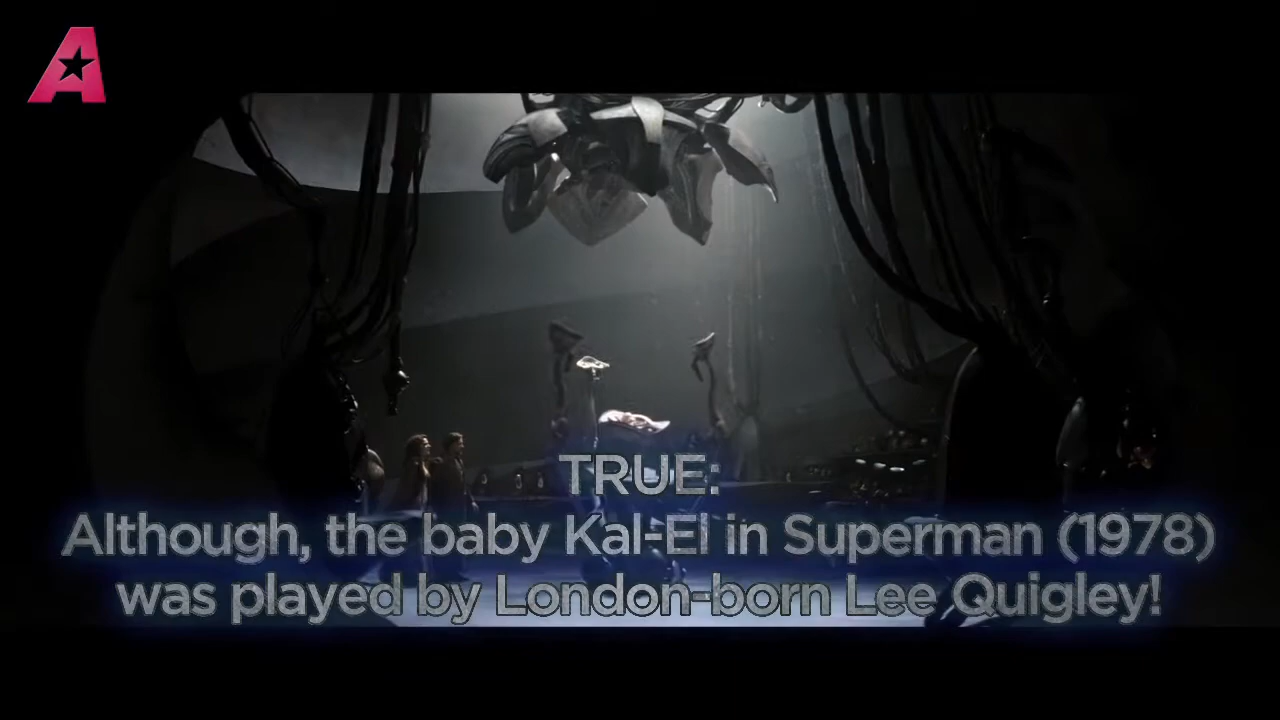 A
TRUE:
Although, the baby Kal-El in Superman (1978)
was played by London-born Lee Quigley!